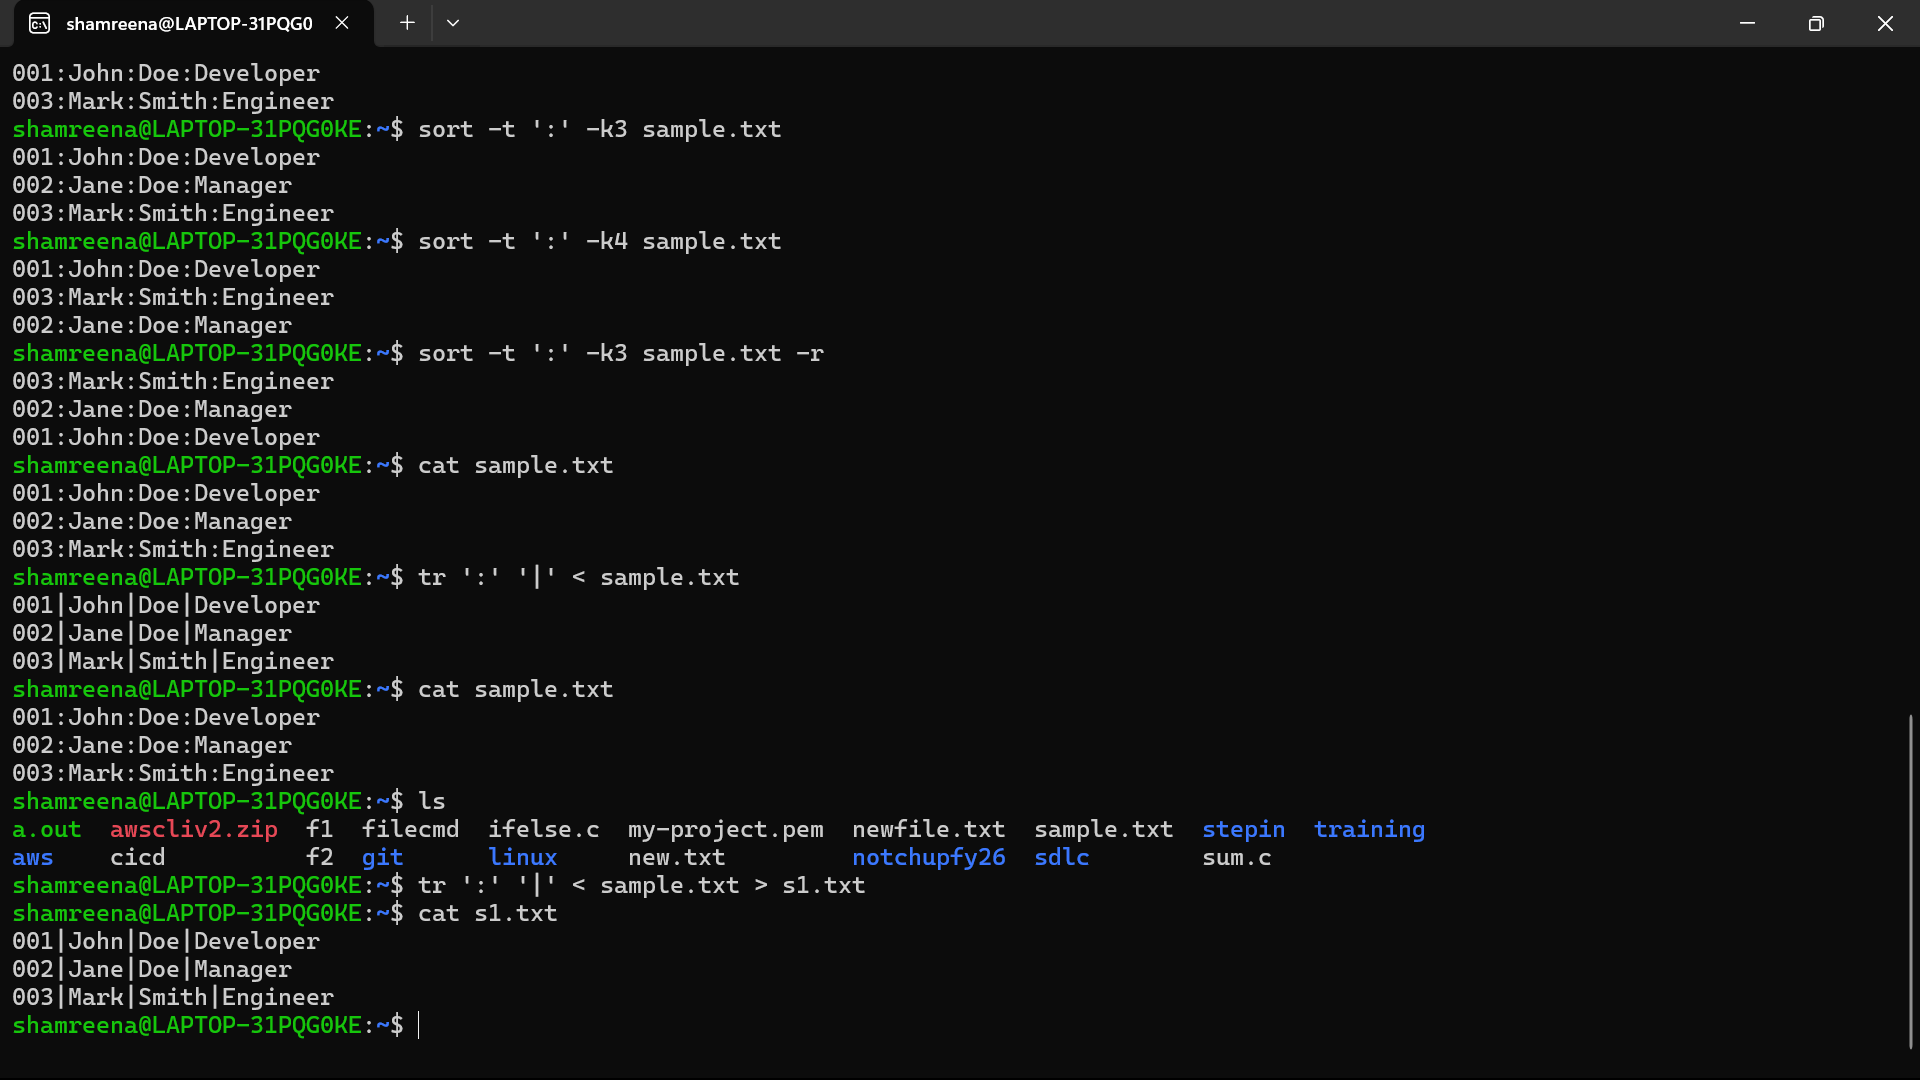 shamreena@LAPTOP-31PQG0
001:John:Doe:Developer
003:Mark:Smith:Engineer
shamreena@LAPTOP-31PQG0KE:~$ sort -t ':' -k3 sample.txt
001:John:Doe:Developer
002:Jane:Doe:Manager
003:Mark:Smith:Engineer
shamreena@LAPTOP-31PQG0KE:~$ sort -t ':' -k4 sample.txt
001:John:Doe:Developer
003:Mark:Smith:Engineer
002:Jane:Doe:Manager
shamreena@LAPTOP-31PQG0KE:~$ sort -t ':' -k3 sample.txt -r
003:Mark:Smith:Engineer
002:Jane:Doe:Manager
001:John:Doe:Developer
shamreena@LAPTOP-31PQG0KE:~$ cat sample.txt
001:John:Doe:Developer
002:Jane:Doe:Manager
003:Mark:Smith:Engineer
shamreena@LAPTOP-31PQG0KE:~$ tr ':' '|' < sample.txt
001|John|Doe|Developer
002|Jane|Doe|Manager
003|Mark|Smith|Engineer
shamreena@LAPTOP-31PQG0KE:~$ cat sample.txt
001:John:Doe:Developer
002:Jane:Doe:Manager
003:Mark:Smith:Engineer
shamreena@LAPTOP-31PQG0KE:~$ ls
a.out  awscliv2.zip  f1  filecmd  ifelse.c  my-project.pem  newfile.txt  sample.txt  stepin  training
aws    cicd          f2  git      linux     new.txt         notchupfy26  sdlc        sum.c
shamreena@LAPTOP-31PQG0KE:~$ tr ':' '|' < sample.txt > s1.txt
shamreena@LAPTOP-31PQG0KE:~$ cat s1.txt
001|John|Doe|Developer
002|Jane|Doe|Manager
003|Mark|Smith|Engineer
shamreena@LAPTOP-31PQG0KE:~$